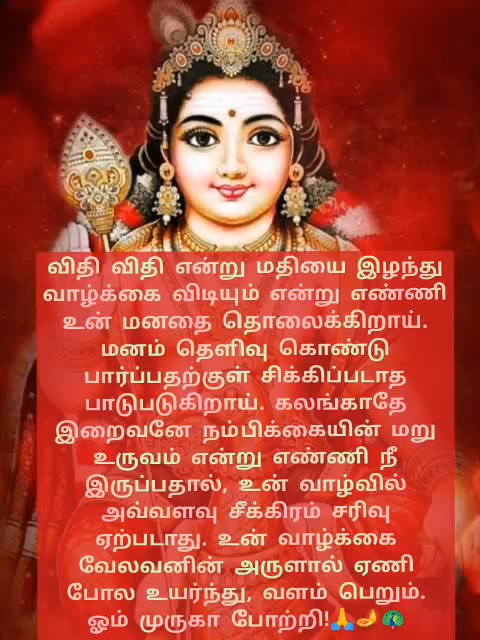 விதி விதி என்று மதியை இழந்து
வாழ்க்கை விடியும் என்று எண்ணி
உன் மனதை தொலைக்கிறாய்.
மனம் தெளிவு கொண்டு
பார்ப்பதற்குள் சிக்கிப்படாத
பாடுபடுகிறாய். கலங்காதே
இறைவனே நம்பிக்கையின் மறு
உருவம் என்று எண்ணி நீ
இருப்பதால், உன் வாழ்வில்
அவ்வளவு சீக்கிரம் சரிவு
ஏற்படாது. உன் வாழ்க்கை
வேலவனின் அருளால் ஏணி
போல உயர்ந்து, வளம் பெறும்.
ஓம் முருகா போற்றி!🙏🪔🦚